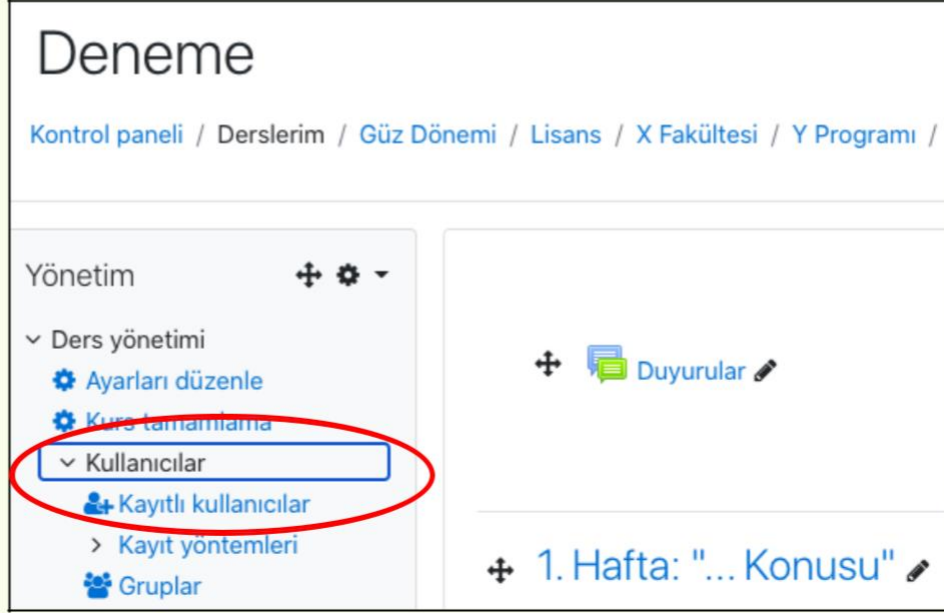 Deneme
Kontrol paneli / Derslerim / Güz Dönemi / Lisans / X Fakültesi / Y Programı /
Yönetim
Ders yönetimi
Ayarları düzenle
Kurs tamamlama
Kullanıcılar
Kayıtlı kullanıcılar
Kayıt yöntemleri
Gruplar
Duyurular
1. Hafta: "... Konusu"